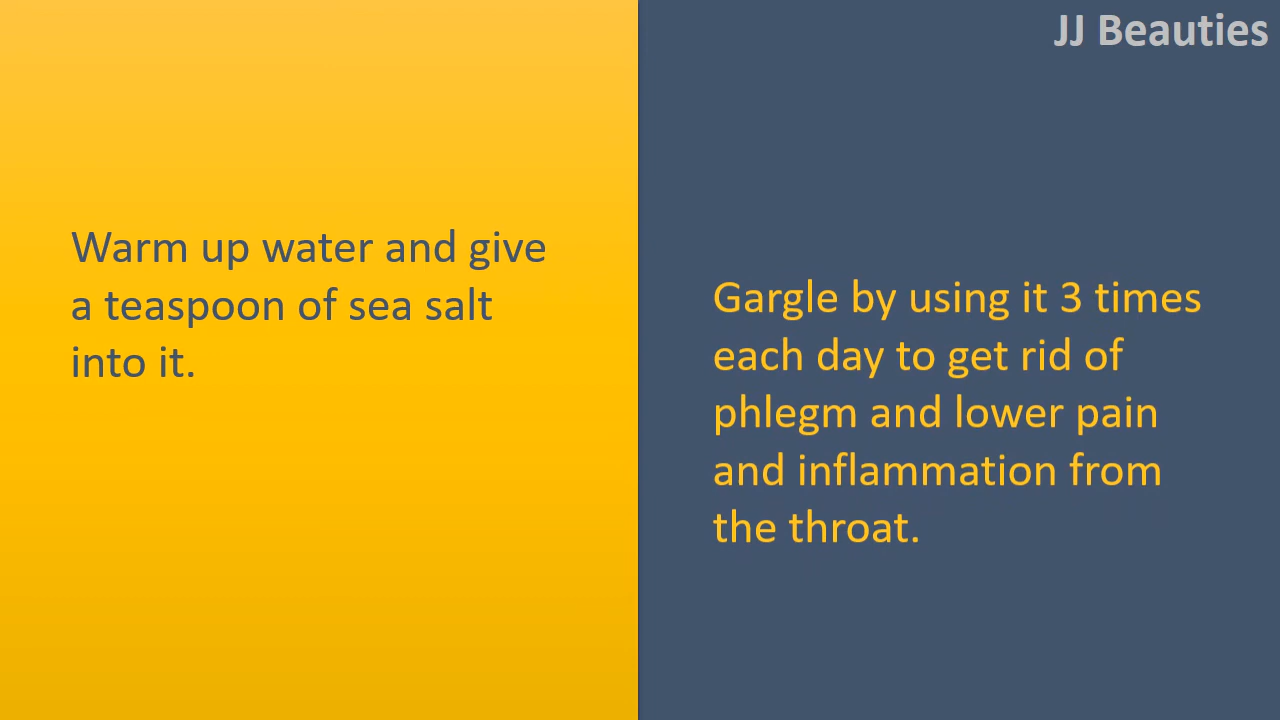 JJ Beauties
Warm up water and give
a teaspoon of sea salt
into it.
Gargle by using it 3 times
each day to get rid of
phlegm and lower pain
and inflammation from
the throat.